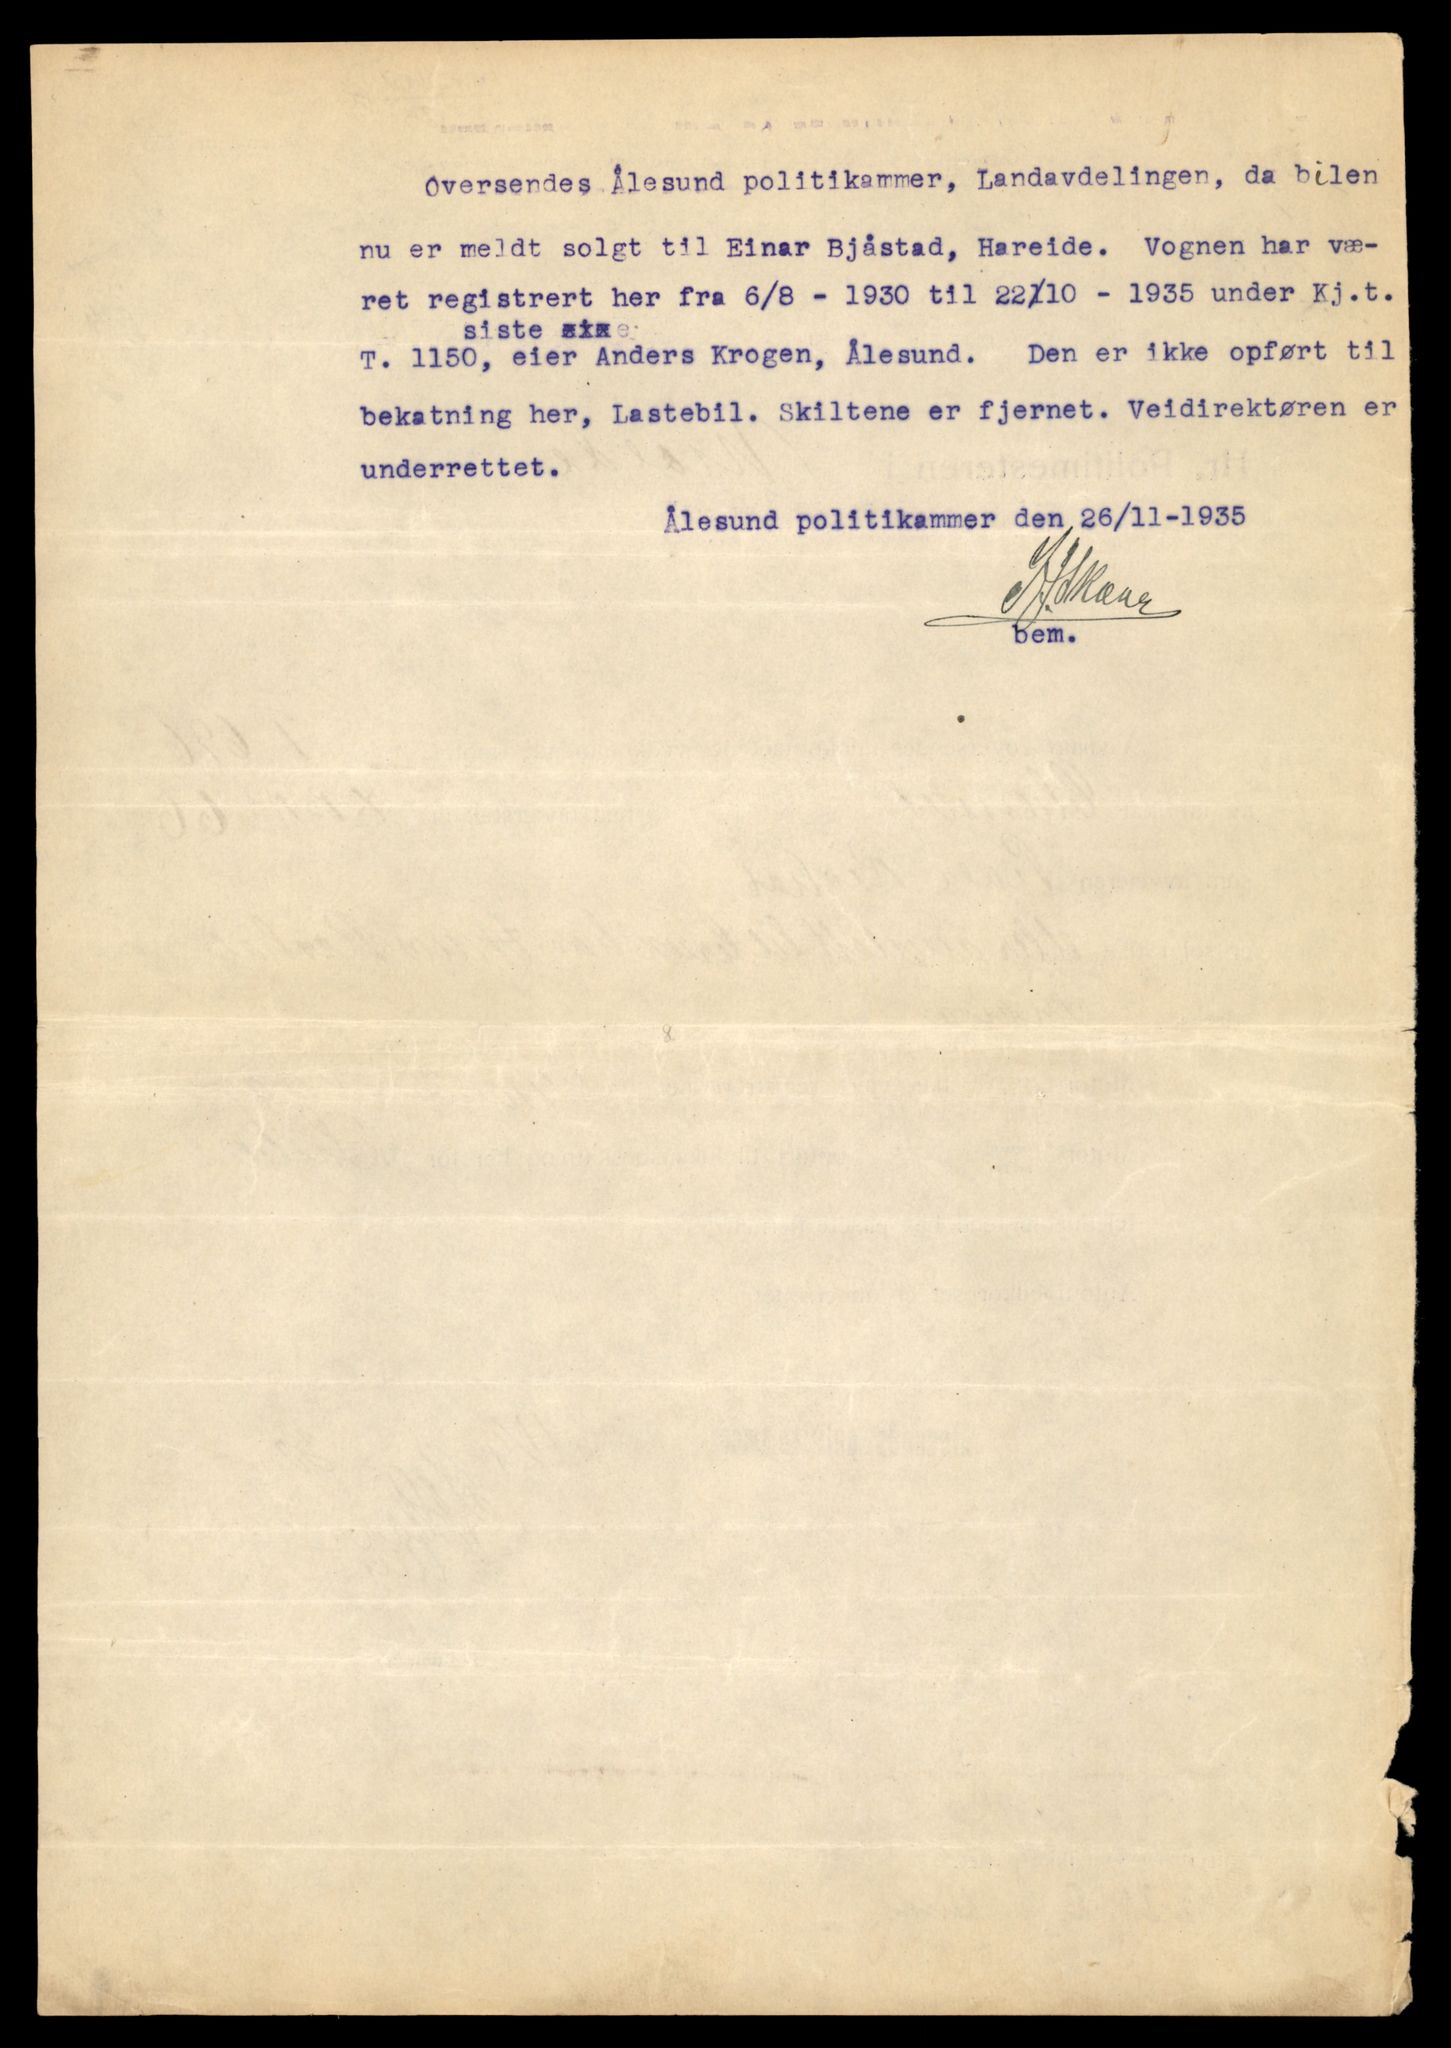 Oversendes Ålesund politikammer, Landavdelingen, da bilen
nu er meldt solgt til Einar Bjåstad, Hareide. Vognen har væ-
ret registrert her fra 6/8 - 1930 til 22/10 - 1935 under Kj.t.
siste
T. 1150, eier Anders Krogen, Ålesund. Den er ikke opført til
bekatning her, Lastebil. Skiltene er fjernet. Veidirektøren er
underrettet.
Ålesund politikammer den 26/11-1935
Skaar
bem.